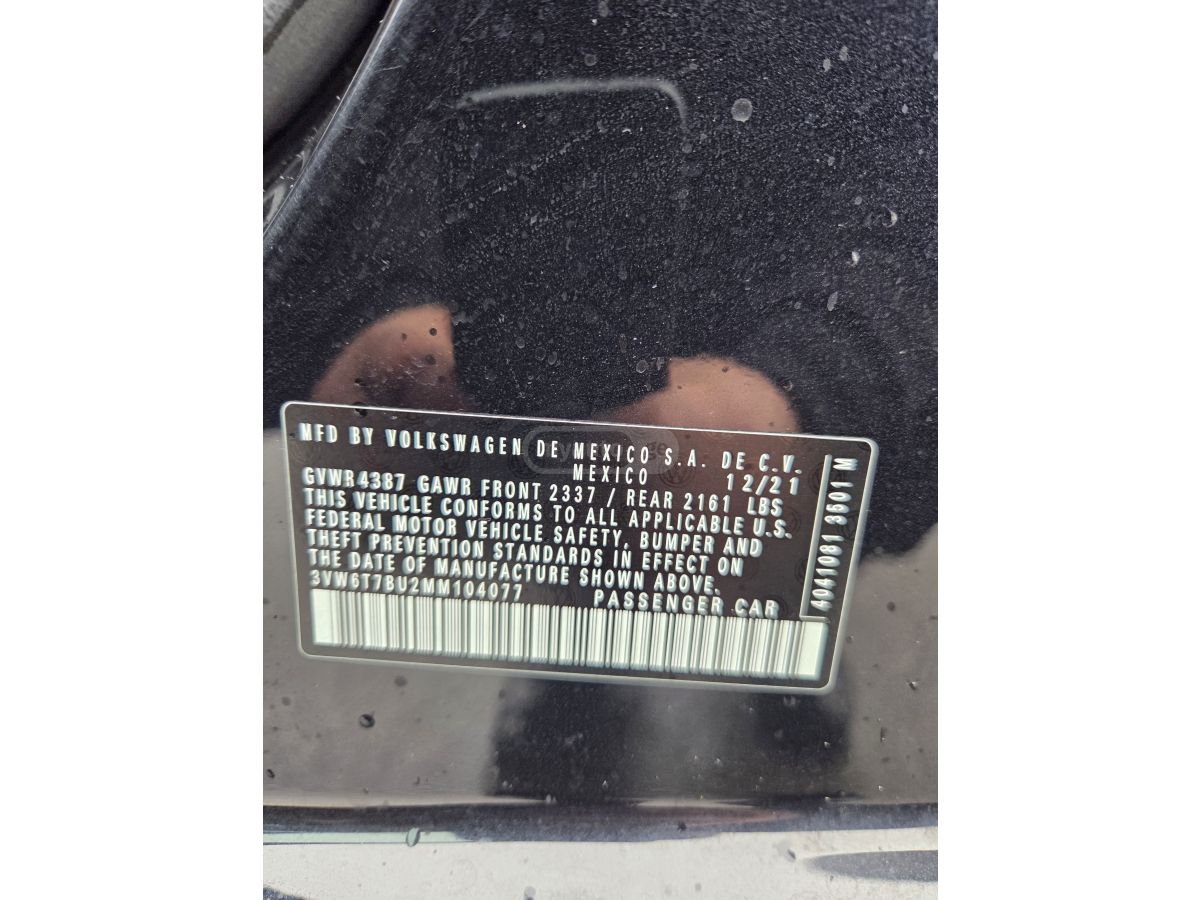 MFD BY VOLKSWAGEN DE MEXICO S.A. DE C.V.
MEXICO 12/21
GVWR 4387 GAWR FRONT 2337 / REAR 2161 LBS
THIS VEHICLE CONFORMS TO ALL APPLICABLE U.S.
FEDERAL MOTOR VEHICLE SAFETY, BUMPER AND
THEFT PREVENTION STANDARDS IN EFFECT ON
THE DATE OF MANUFACTURE SHOWN ABOVE.
3VW6T7BU2MM104077 PASSENGER CAR
4041081 3601 M